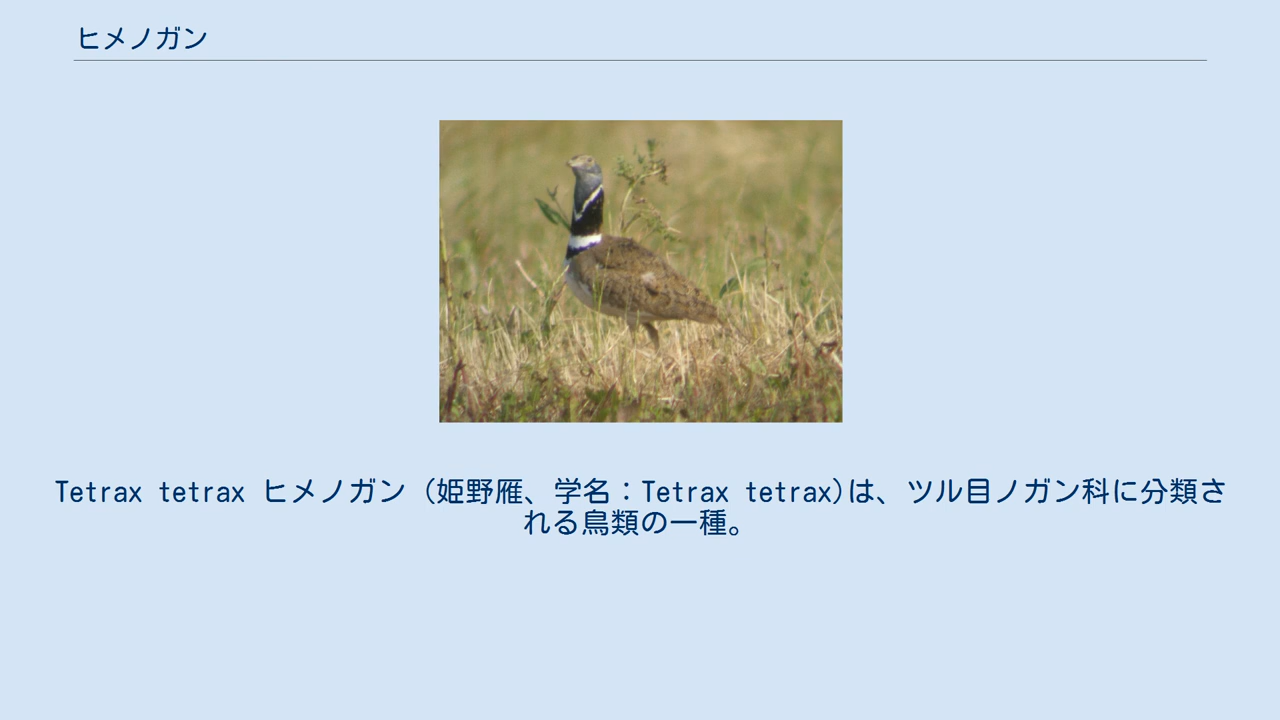 ヒメノガン
Tetrax tetrax ヒメノガン（姫野雁、学名：Tetrax tetrax)は、ツル目ノガン科に分類さ
れる鳥類の一種。